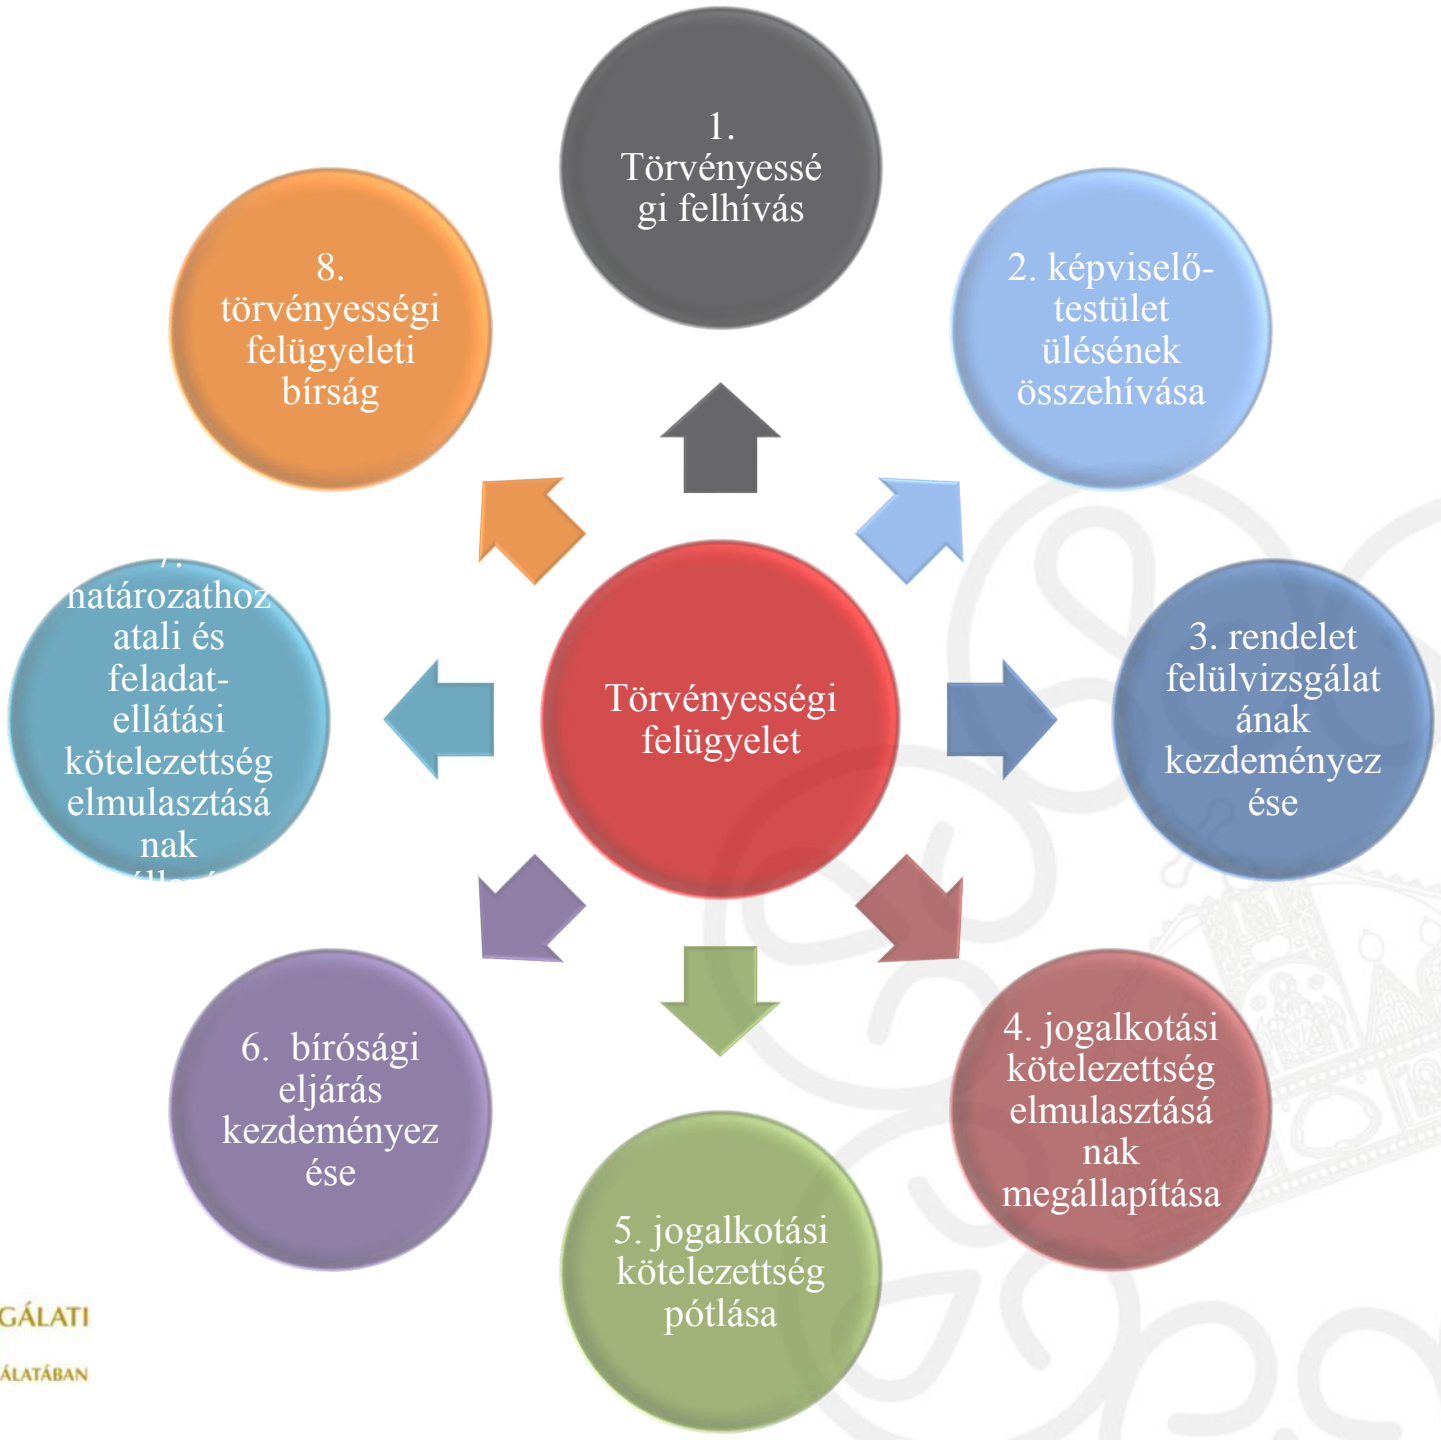 1.
Törvényessé
gi felhívás
2. képviselő-
testület
ülésének
összehívása
3. rendelet
felülvizsgálat
ának
kezdeményez
ése
4. jogalkotási
kötelezettség
elmulasztásá
nak
megállapítása
5. jogalkotási
kötelezettség
pótlása
6. bírósági
eljárás
kezdeményez
ése
7.
határozathoz
atali és
feladat-
ellátási
kötelezettség
elmulasztásá
nak
8.
törvényességi
felügyeleti
bírság
Törvényességi
felügyelet
GÁLATI
ÁLATÁBAN